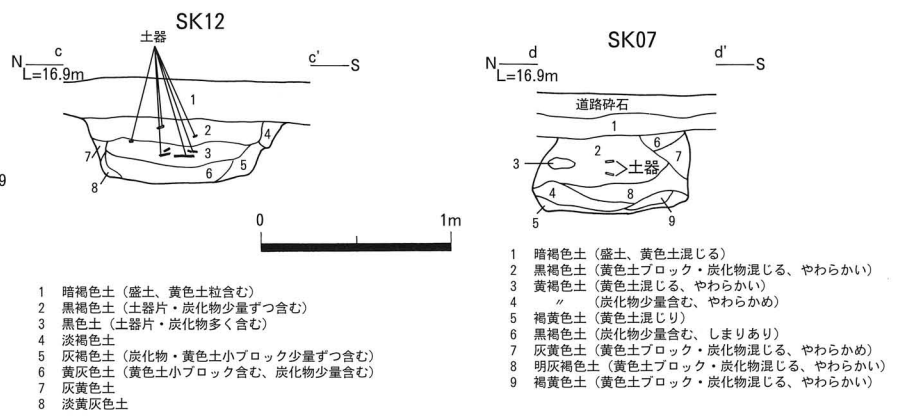 SK12
土器
N c c' S
L=16.9m
1
2
3
4
5
6
7
8
9
0 1m
1 暗褐色土（盛土、黄色土粒含む）
2 黒褐色土（土器片・炭化物少量ずつ含む）
3 黒色土（土器片・炭化物多く含む）
4 淡褐色土
5 灰褐色土（炭化物・黄色土小ブロック少量ずつ含む）
6 黄灰色土（黄色土小ブロック含む、炭化物少量含む）
7 灰黄色土
8 淡黄灰色土
SK07
N d d' S
L=16.9m
道路砕石
1
6
2
7
3
土器
4
8
5
9
1 暗褐色土（盛土、黄色土混じる）
2 黒褐色土（黄色土ブロック・炭化物混じる、やわらかい）
3 黄褐色土（黄色土混じる、やわらかい）
4 〃 （炭化物少量含む、やわらかめ）
5 褐黄色土（黄色土混じり）
6 黒褐色土（炭化物少量含む、しまりあり）
7 灰黄色土（黄色土ブロック・炭化物混じる、やわらかめ）
8 明灰褐色土（黄色土ブロック・炭化物混じる、やわらかい）
9 褐黄色土（黄色土ブロック・炭化物混じる、やわらかい）